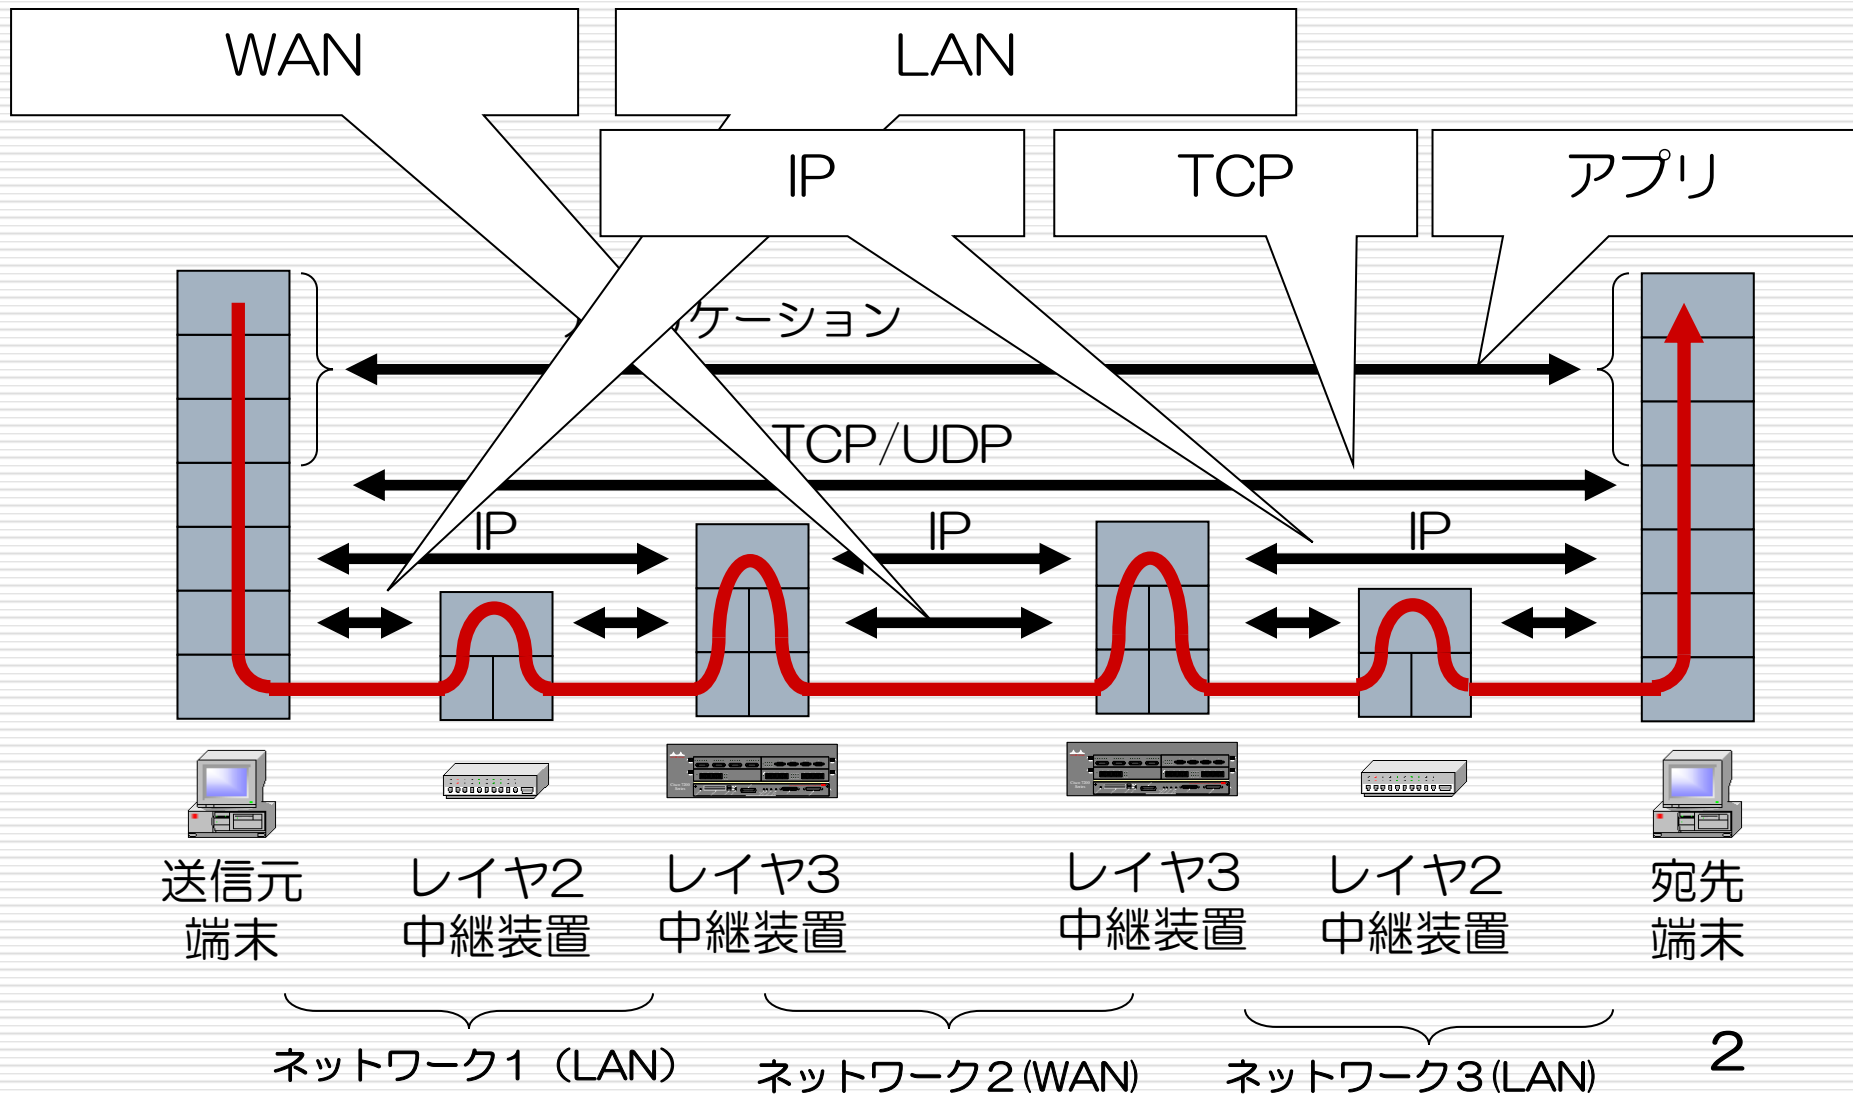 WAN
LAN
IP
TCP
アプリ
ケーション
TCP/UDP
IP
IP
IP
送信元
端末
レイヤ2
中継装置
レイヤ3
中継装置
レイヤ3
中継装置
レイヤ2
中継装置
宛先
端末
ネットワーク1（LAN）
ネットワーク2(WAN)
ネットワーク3(LAN)
2